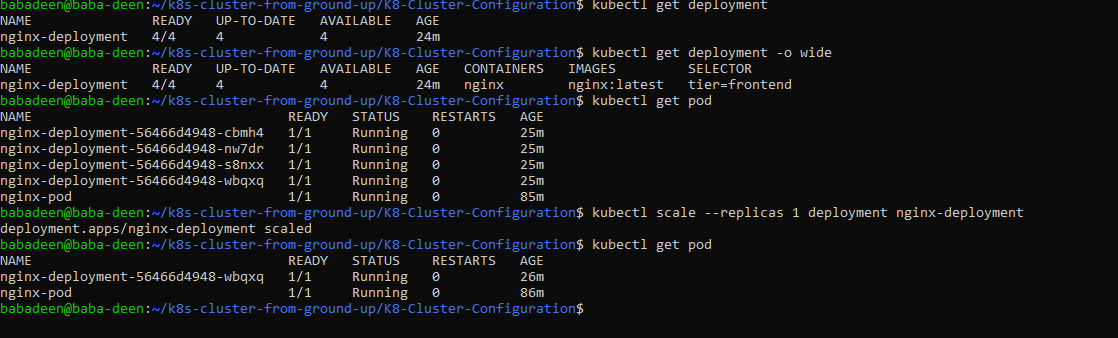 babadeen@baba-deen:~/k8s-cluster-from-ground-up/K8-Cluster-Configuration$ kubectl get deployment
NAME READY UP-TO-DATE AVAILABLE AGE
nginx-deployment 4/4 4 4 24m
babadeen@baba-deen:~/k8s-cluster-from-ground-up/K8-Cluster-Configuration$ kubectl get deployment -o wide
NAME READY UP-TO-DATE AVAILABLE AGE CONTAINERS IMAGES SELECTOR
nginx-deployment 4/4 4 4 24m nginx nginx:latest tier=frontend
babadeen@baba-deen:~/k8s-cluster-from-ground-up/K8-Cluster-Configuration$ kubectl get pod
NAME READY STATUS RESTARTS AGE
nginx-deployment-56466d4948-cbmh4 1/1 Running 0 25m
nginx-deployment-56466d4948-nw7dr 1/1 Running 0 25m
nginx-deployment-56466d4948-s8nxx 1/1 Running 0 25m
nginx-deployment-56466d4948-wbqxq 1/1 Running 0 25m
nginx-pod 1/1 Running 0 85m
babadeen@baba-deen:~/k8s-cluster-from-ground-up/K8-Cluster-Configuration$ kubectl scale --replicas 1 deployment nginx-deployment
deployment.apps/nginx-deployment scaled
babadeen@baba-deen:~/k8s-cluster-from-ground-up/K8-Cluster-Configuration$ kubectl get pod
NAME READY STATUS RESTARTS AGE
nginx-deployment-56466d4948-wbqxq 1/1 Running 0 26m
nginx-pod 1/1 Running 0 86m
babadeen@baba-deen:~/k8s-cluster-from-ground-up/K8-Cluster-Configuration$